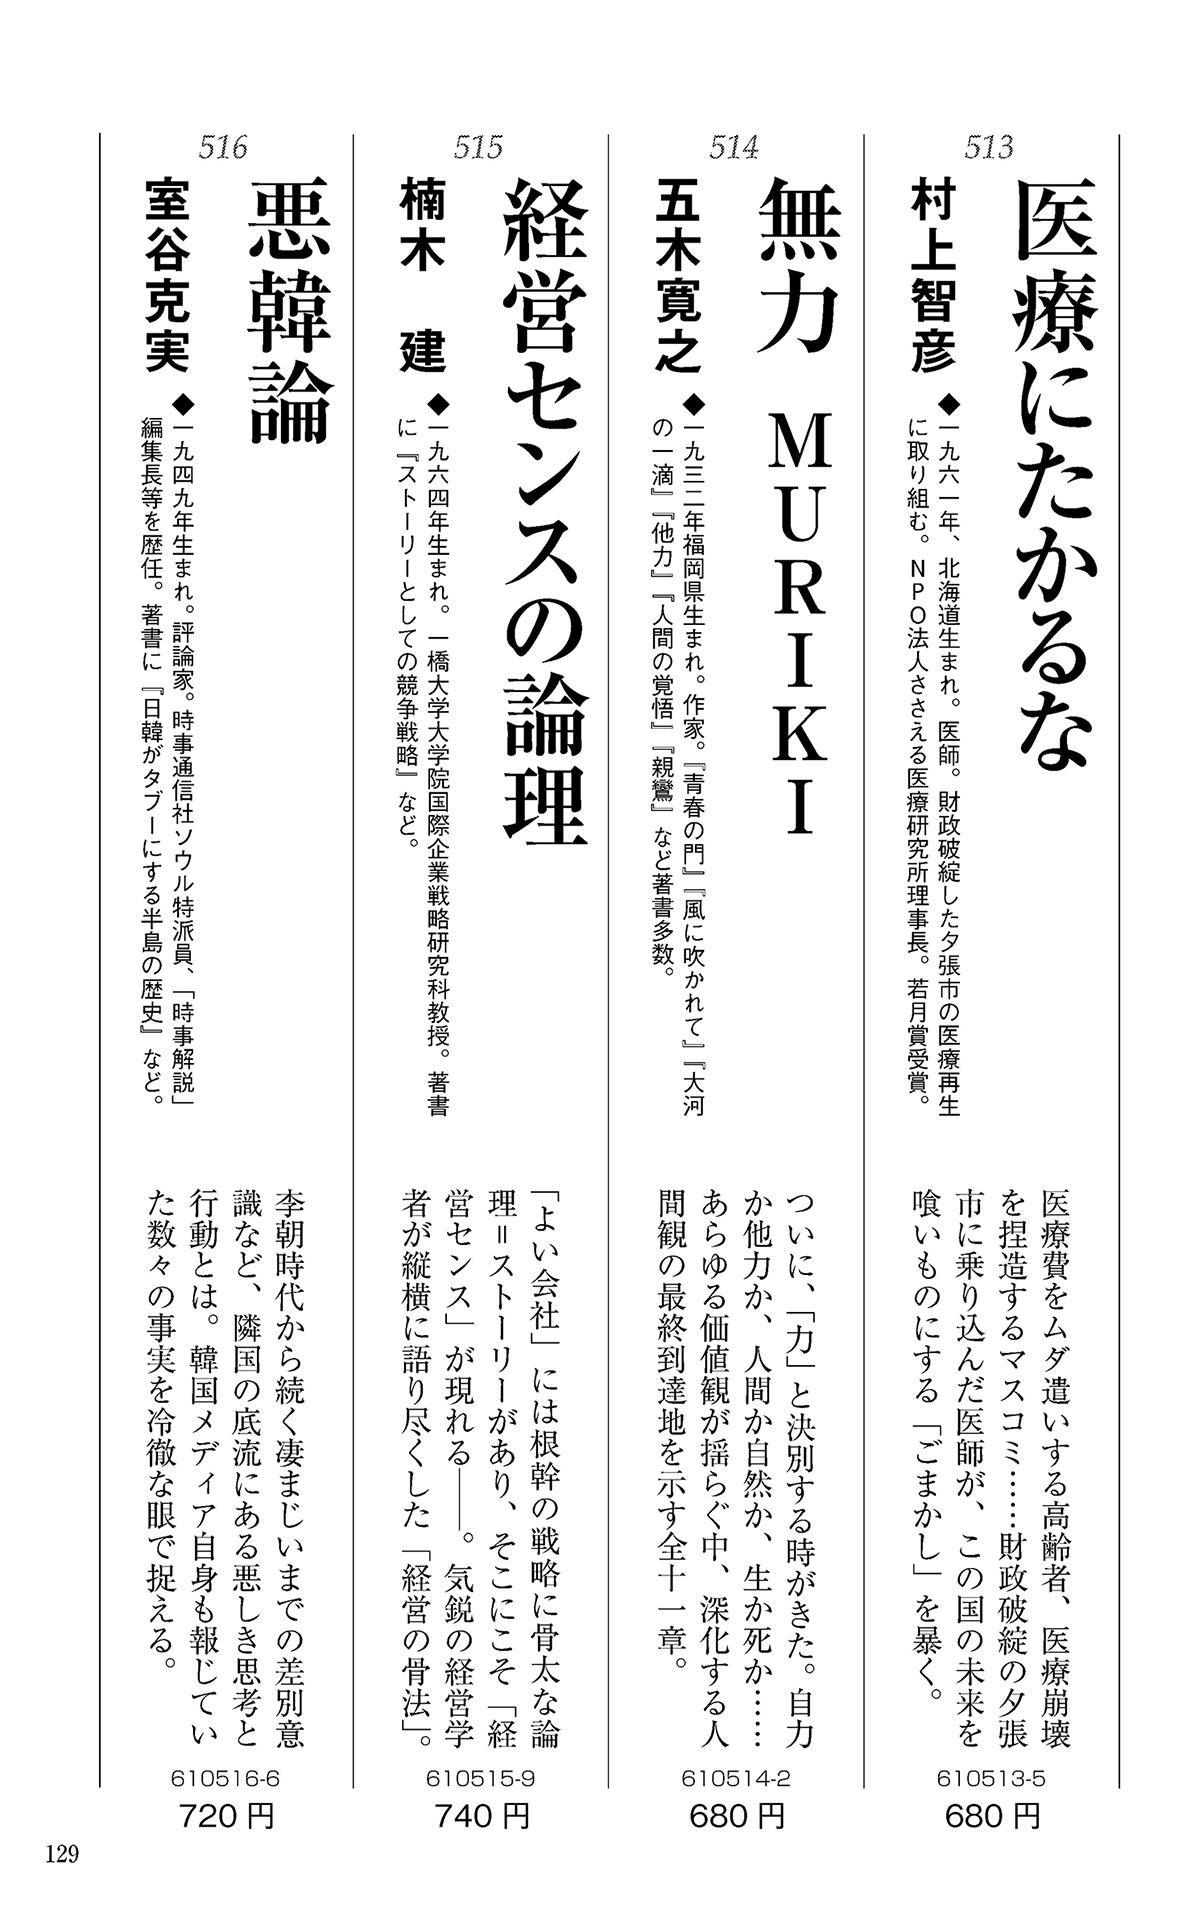 513
医療にたかるな
村上智彦
◆一九六一年、北海道生まれ。医師。財政破綻した夕張市の医療再生
に取り組む。NPO法人ささえる医療研究所理事長。若月賞受賞。
医療費をムダ遣いする高齢者、医療崩壊
を捏造するマスコミ……財政破綻の夕張
市に乗り込んだ医師が、この国の未来を
喰いものにする「ごまかし」を暴く。
610513-5
680円
514
無力 MURIKI
五木寛之
◆一九三二年福岡県生まれ。作家。『青春の門』『風に吹かれて』『大河
の一滴』『他力』『人間の覚悟』『親鸞』など著書多数。
ついに、「力」と決別する時がきた。自力
か他力か、人間か自然か、生か死か……
あらゆる価値観が揺らぐ中、深化する人
間観の最終到達地を示す全十一章。
610514-2
680円
515
経営センスの論理
楠木 建
◆一九六四年生まれ。一橋大学大学院国際企業戦略研究科教授。著書
に『ストーリーとしての競争戦略』など。
「よい会社」には根幹の戦略に骨太な論
理＝ストーリーがあり、そこにこそ「経
営センス」が現れる――。気鋭の経営学
者が縦横に語り尽くした「経営の骨法」。
610515-9
740円
516
悪韓論
室谷克実
◆一九四九年生まれ。評論家。時事通信社ソウル特派員、「時事解説」
編集長等を歴任。著書に『日韓がタブーにする半島の歴史』など。
李朝時代から続く凄まじいまでの差別意
識など、隣国の底流にある悪しき思考と
行動とは。韓国メディア自身も報じてい
た数々の事実を冷徹な眼で捉える。
610516-6
720円
129